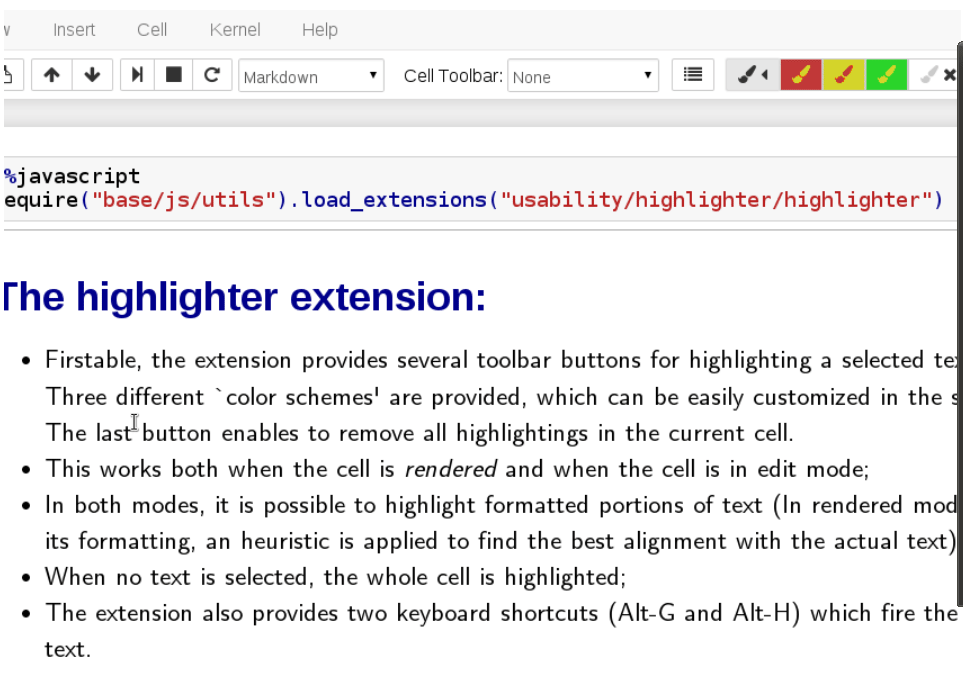 w Insert Cell Kernel Help
Markdown Cell Toolbar: None
%javascript
equire("base/js/utils").load_extensions("usability/highlighter/highlighter")
The highlighter extension:
• Firstable, the extension provides several toolbar buttons for highlighting a selected te
Three different `color schemes' are provided, which can be easily customized in the s
The last button enables to remove all highlightings in the current cell.
• This works both when the cell is rendered and when the cell is in edit mode;
• In both modes, it is possible to highlight formatted portions of text (In rendered mod
its formatting, an heuristic is applied to find the best alignment with the actual text)
• When no text is selected, the whole cell is highlighted;
• The extension also provides two keyboard shortcuts (Alt-G and Alt-H) which fire the
text.